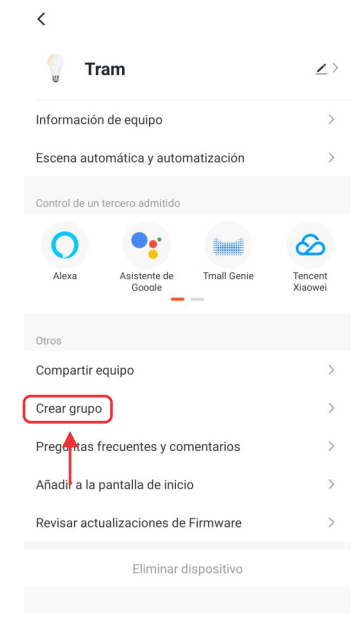 Tram
Información de equipo
Escena automática y automatización
Control de un tercero admitido
Alexa
Asistente de
Google
Tmall Genie
Tencent
Xiaowei
Otros
Compartir equipo
Crear grupo
Preguntas frecuentes y comentarios
Añadir a la pantalla de inicio
Revisar actualizaciones de Firmware
Eliminar dispositivo